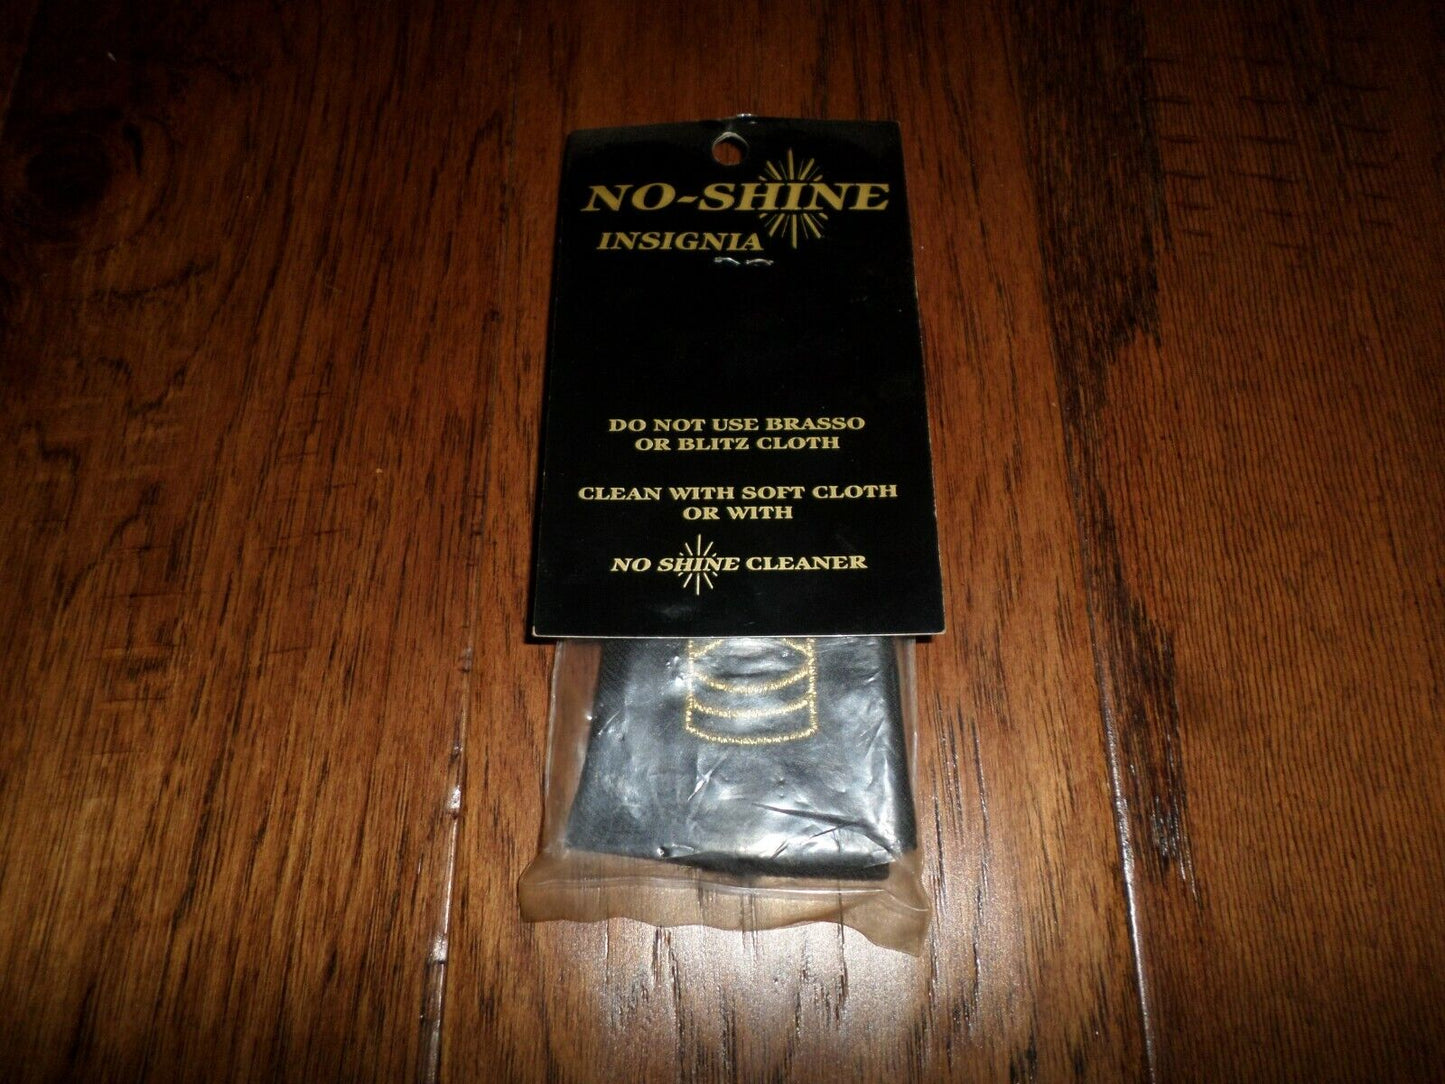 NO-SHINE
INSIGNIA
DO NOT USE BRASSO
OR BLITZ CLOTH
CLEAN WITH SOFT CLOTH
OR WITH
NO SHINE CLEANER